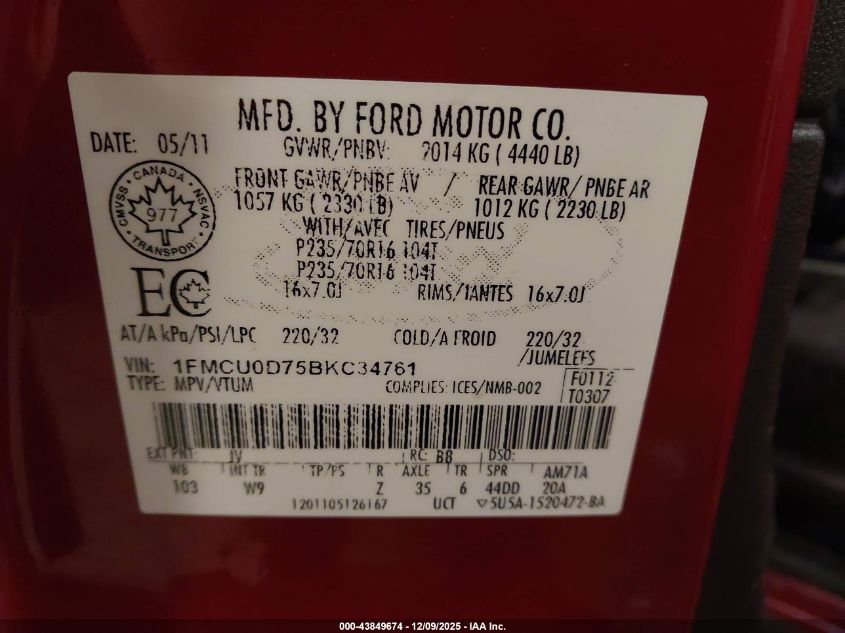 MFD. BY FORD MOTOR CO.
DATE: 05/11 GVWR/PNBV: 2014 KG ( 4440 LB)
FRONT GAWR/PNBE AV / REAR GAWR/ PNBE AR
1057 KG ( 2330 LB) 1012 KG ( 2230 LB)
WITH/AVEC TIRES/PNEUS
P235/70R16 104T
P235/70R16 104T
16x7.0J RIMS/JANTES 16x7.0J
CANADA
CMVSS NSVAC
977
TRANSPORT
EC
AT/A kPa/PSI/LPC 220/32 COLD/A FROID 220/32
/JUMELEES
VIN: 1FMCU0D75BKC34761
TYPE: MPV/VTUM COMPLIES: ICES/NMB-002 F0112
T0307
EXT PNT: JV RC: B8 DSO:
WB INT TR TP/PS R AXLE TR SPR AM71A
103 W9 Z 35 6 44DD 20A
1201105126167 UCT ▽5U5A-1520472-BA
000-43849674 - 12/09/2025 - IAA Inc.